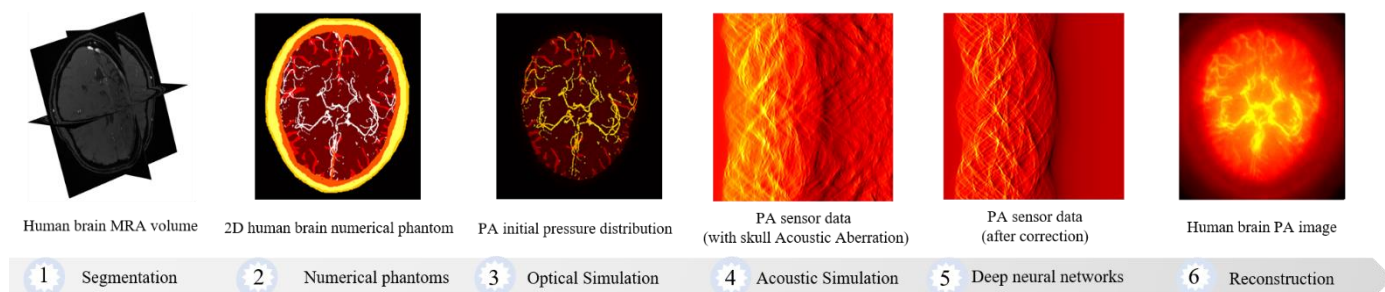 Human brain MRA volume
2D human brain numerical phantom
PA initial pressure distribution
PA sensor data
(with skull Acoustic Aberration)
PA sensor data
(after correction)
Human brain PA image
1 Segmentation
2 Numerical phantoms
3 Optical Simulation
4 Acoustic Simulation
5 Deep neural networks
6 Reconstruction